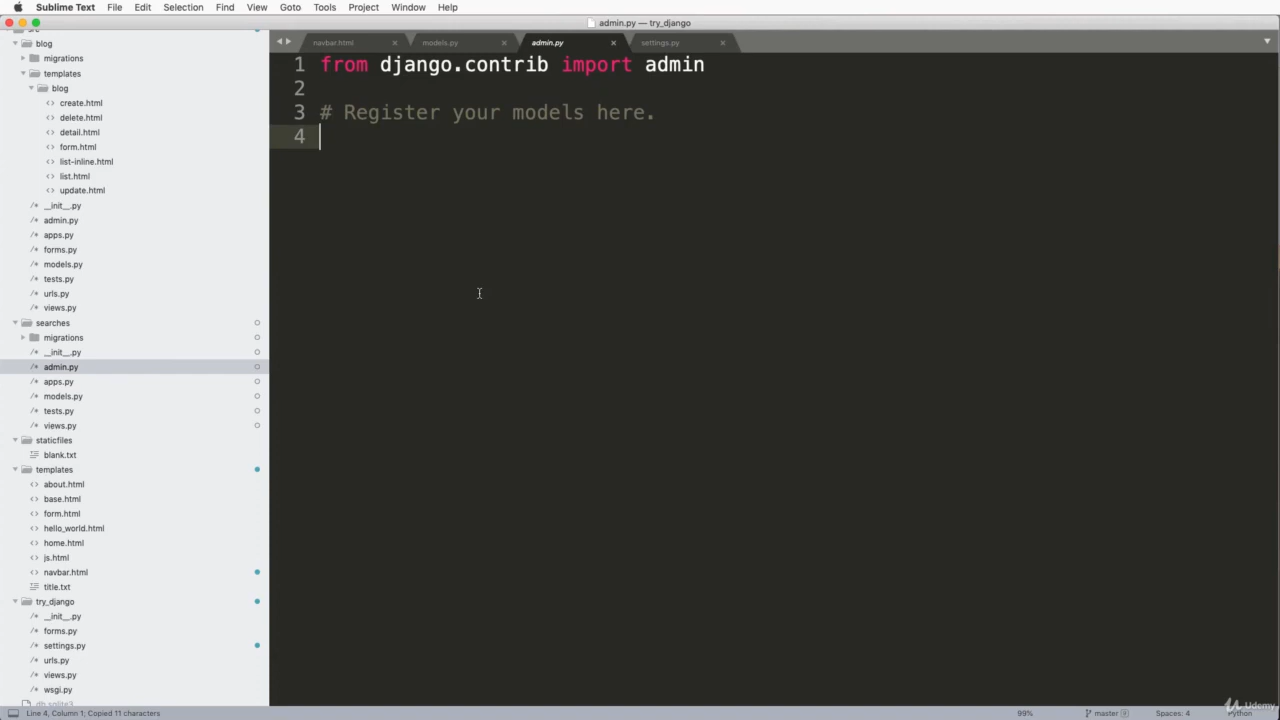 Sublime Text File Edit Selection Find View Goto Tools Project Window Help
admin.py — try_django
blog
migrations
templates
blog
create.html
delete.html
detail.html
form.html
list-inline.html
list.html
update.html
__init__.py
admin.py
apps.py
forms.py
models.py
tests.py
urls.py
views.py
searches
migrations
__init__.py
admin.py
apps.py
models.py
tests.py
views.py
staticfiles
blank.txt
templates
about.html
base.html
form.html
hello_world.html
home.html
js.html
navbar.html
title.txt
try_django
__init__.py
forms.py
settings.py
urls.py
views.py
wsgi.py
db.sqlite3
navbar.html models.py admin.py settings.py
1 from django.contrib import admin
2
3 # Register your models here.
4
Line 4, Column 1; Copied 11 characters 99% master Spaces: 4 Python
Udemy